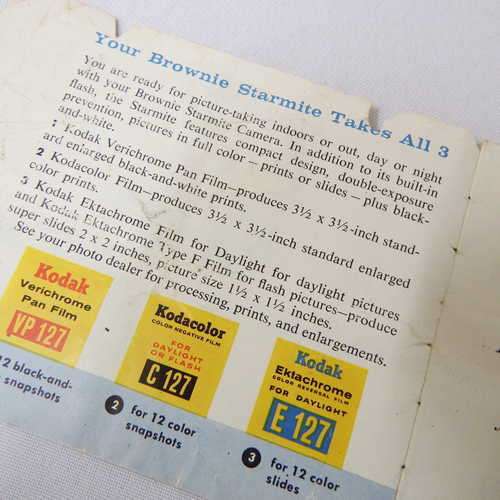 Your Brownie Starmite Takes All 3
You are ready for picture-taking indoors or out, day or night
with your Brownie Starmite Camera. In addition to its built-in
flash, the Starmite features compact design, double-exposure
prevention, pictures in full color – prints or slides – plus black-
and-white.
1 Kodak Verichrome Pan Film—produces 3½ x 3½-inch stand-
ard enlarged black-and-white prints.
2 Kodacolor Film—produces 3½ x 3½-inch standard enlarged
color prints.
3 Kodak Ektachrome Film for Daylight for daylight pictures
and Kodak Ektachrome Type F Film for flash pictures—produce
super slides 2 x 2 inches, picture size 1½ x 1½ inches.
See your photo dealer for processing, prints, and enlargements.
Kodak
Verichrome
Pan Film
VP 127
12 black-and-
snapshots
Kodacolor
COLOR NEGATIVE FILM
FOR
DAYLIGHT
OR FLASH
C 127
2 for 12 color
snapshots
Kodak
Ektachrome
COLOR REVERSAL FILM
FOR DAYLIGHT
E 127
3 for 12 color
slides